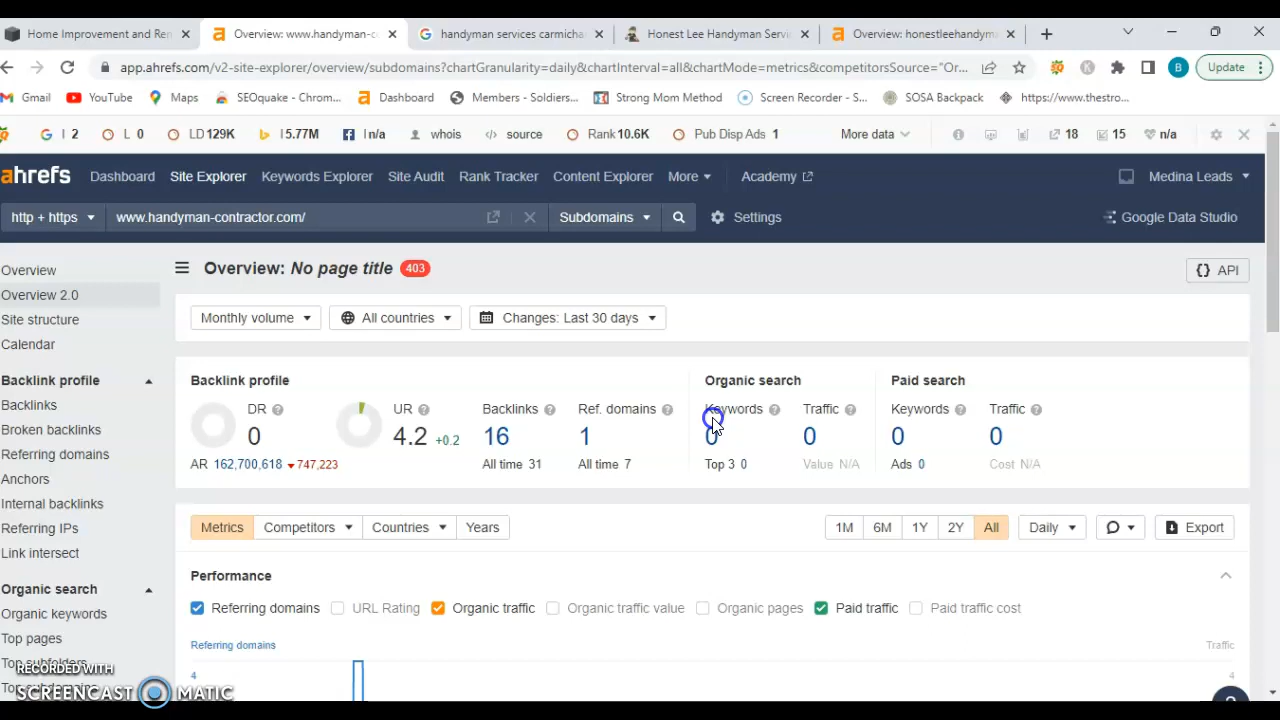 Home Improvement and Ren
Overview: www.handyman-c
handyman services carmicha
Honest Lee Handyman Servi
Overview: honestleehandyma
app.ahrefs.com/v2-site-explorer/overview/subdomains?chartGranularity=daily&chartInterval=all&chartMode=metrics&competitorsSource="Or...
B
Update
Gmail
YouTube
Maps
SEOquake - Chrom...
Dashboard
Members - Soldiers...
Strong Mom Method
Screen Recorder - S...
SOSA Backpack
https://www.thestro...
I 2
L 0
LD 129K
I 5.77M
I n/a
whois
source
Rank 10.6K
Pub Disp Ads 1
More data
18
15
n/a
ahrefs
Dashboard
Site Explorer
Keywords Explorer
Site Audit
Rank Tracker
Content Explorer
More
Academy
Medina Leads
http + https
www.handyman-contractor.com/
Subdomains
Settings
Google Data Studio
Overview
Overview 2.0
Site structure
Calendar
Backlink profile
Backlinks
Broken backlinks
Referring domains
Anchors
Internal backlinks
Referring IPs
Link intersect
Organic search
Organic keywords
Top pages
Top subfolders
Overview: No page title 403
{} API
Monthly volume
All countries
Changes: Last 30 days
Backlink profile
DR
0
AR 162,700,618 747,223
UR
4.2 +0.2
Backlinks
16
All time 31
Ref. domains
1
All time 7
Organic search
Keywords
0
Top 3 0
Traffic
0
Value N/A
Paid search
Keywords
0
Ads 0
Traffic
0
Cost N/A
Metrics
Competitors
Countries
Years
1M
6M
1Y
2Y
All
Daily
Export
Performance
Referring domains
URL Rating
Organic traffic
Organic traffic value
Organic pages
Paid traffic
Paid traffic cost
Referring domains
Traffic
4
4
RECORDED WITH
SCREENCAST MATIC